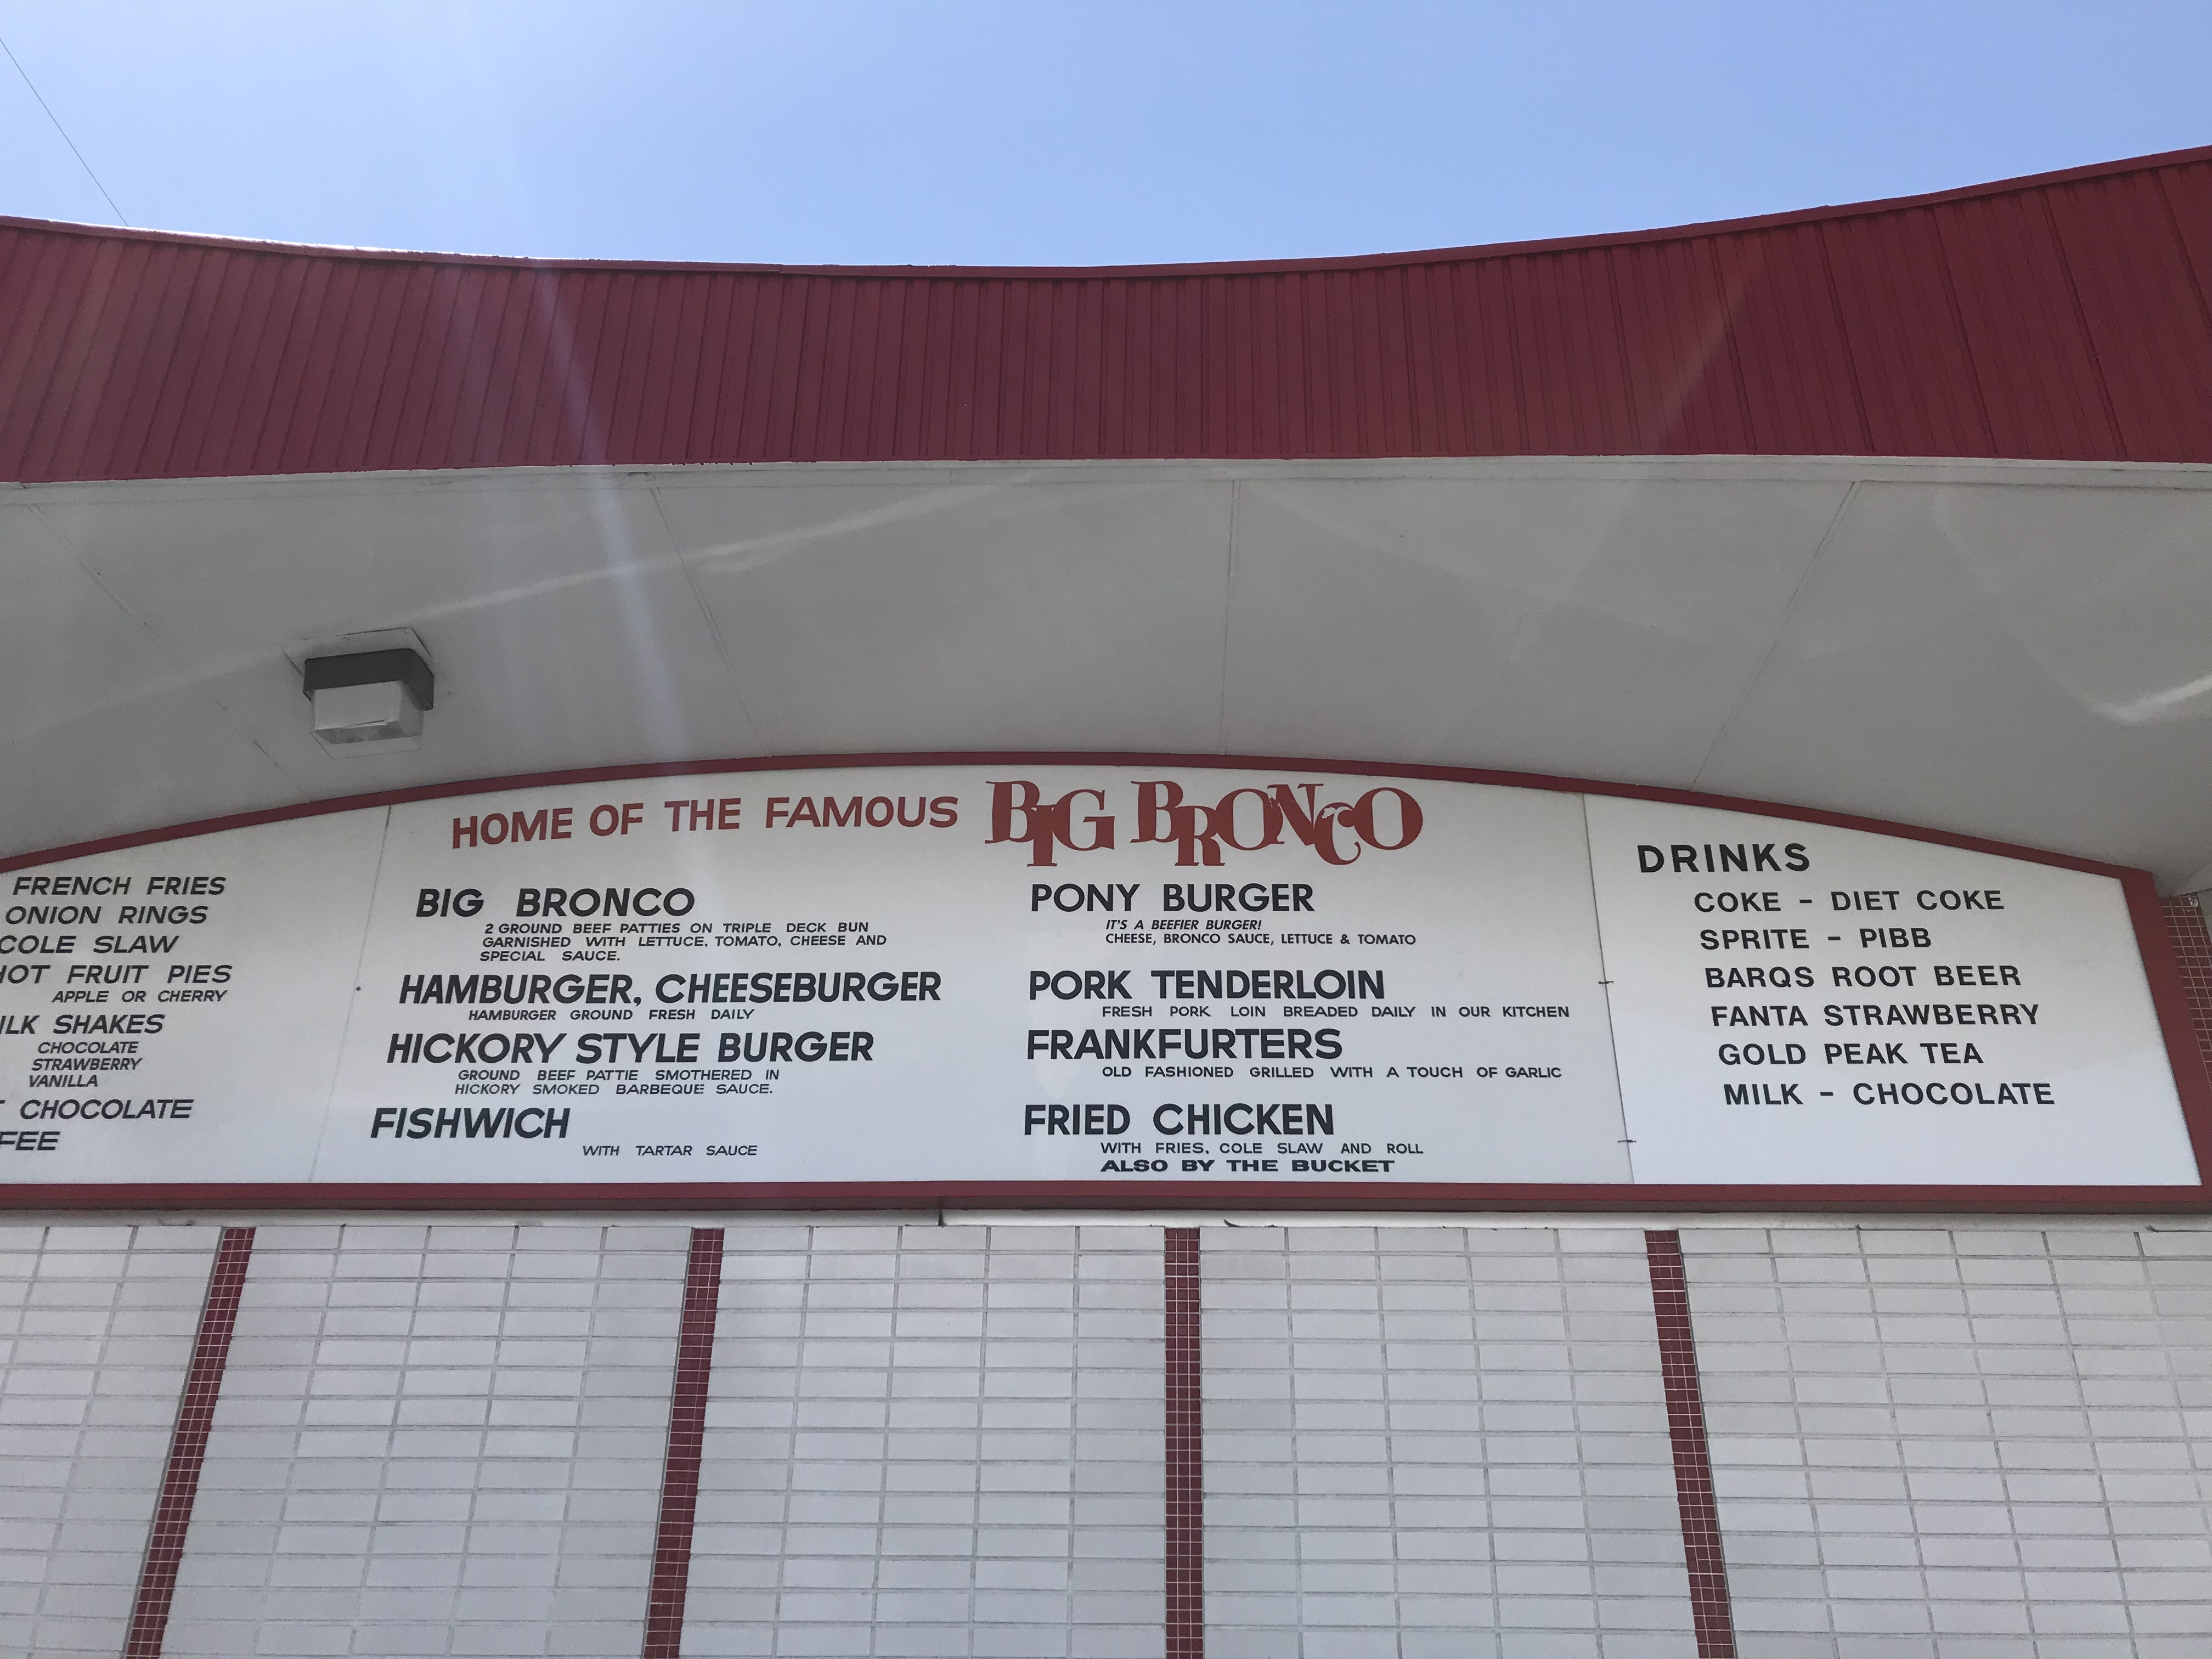 HOME OF THE FAMOUS BIG BRONCO
FRENCH FRIES
ONION RINGS
COLE SLAW
HOT FRUIT PIES
APPLE OR CHERRY
SHAKES
CHOCOLATE
STRAWBERRY
VANILLA
CHOCOLATE
BIG BRONCO
2 GROUND BEEF PATTIES ON TRIPLE DECK BUN
GARNISHED WITH LETTUCE, TOMATO, CHEESE AND
SPECIAL SAUCE.
HAMBURGER, CHEESEBURGER
HAMBURGER GROUND FRESH DAILY
HICKORY STYLE BURGER
GROUND BEEF PATTIE SMOTHERED IN
HICKORY SMOKED BARBEQUE SAUCE.
FISHWICH
WITH TARTAR SAUCE
PONY BURGER
IT'S A BEEFIER BURGER!
CHEESE, BRONCO SAUCE, LETTUCE & TOMATO
PORK TENDERLOIN
FRESH PORK LOIN BREADED DAILY IN OUR KITCHEN
FRANKFURTERS
OLD FASHIONED GRILLED WITH A TOUCH OF GARLIC
FRIED CHICKEN
WITH FRIES, COLE SLAW AND ROLL
ALSO BY THE BUCKET
DRINKS
COKE - DIET COKE
SPRITE - PIBB
BARQS ROOT BEER
FANTA STRAWBERRY
GOLD PEAK TEA
MILK - CHOCOLATE